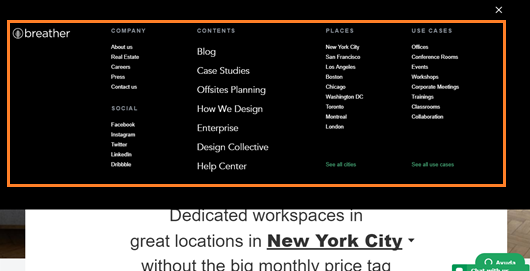 breather
COMPANY
About us
Real Estate
Careers
Press
Contact us
SOCIAL
Facebook
Instagram
Twitter
LinkedIn
Dribbble
CONTENTS
Blog
Case Studies
Offsites Planning
How We Design
Enterprise
Design Collective
Help Center
PLACES
New York City
San Francisco
Los Angeles
Boston
Chicago
Washington DC
Toronto
Montreal
London
See all cities
USE CASES
Offices
Conference Rooms
Events
Workshops
Corporate Meetings
Trainings
Classrooms
Collaboration
See all use cases
Dedicated workspaces in
great locations in New York City
without the big monthly price tag
Ayuda
Chat with